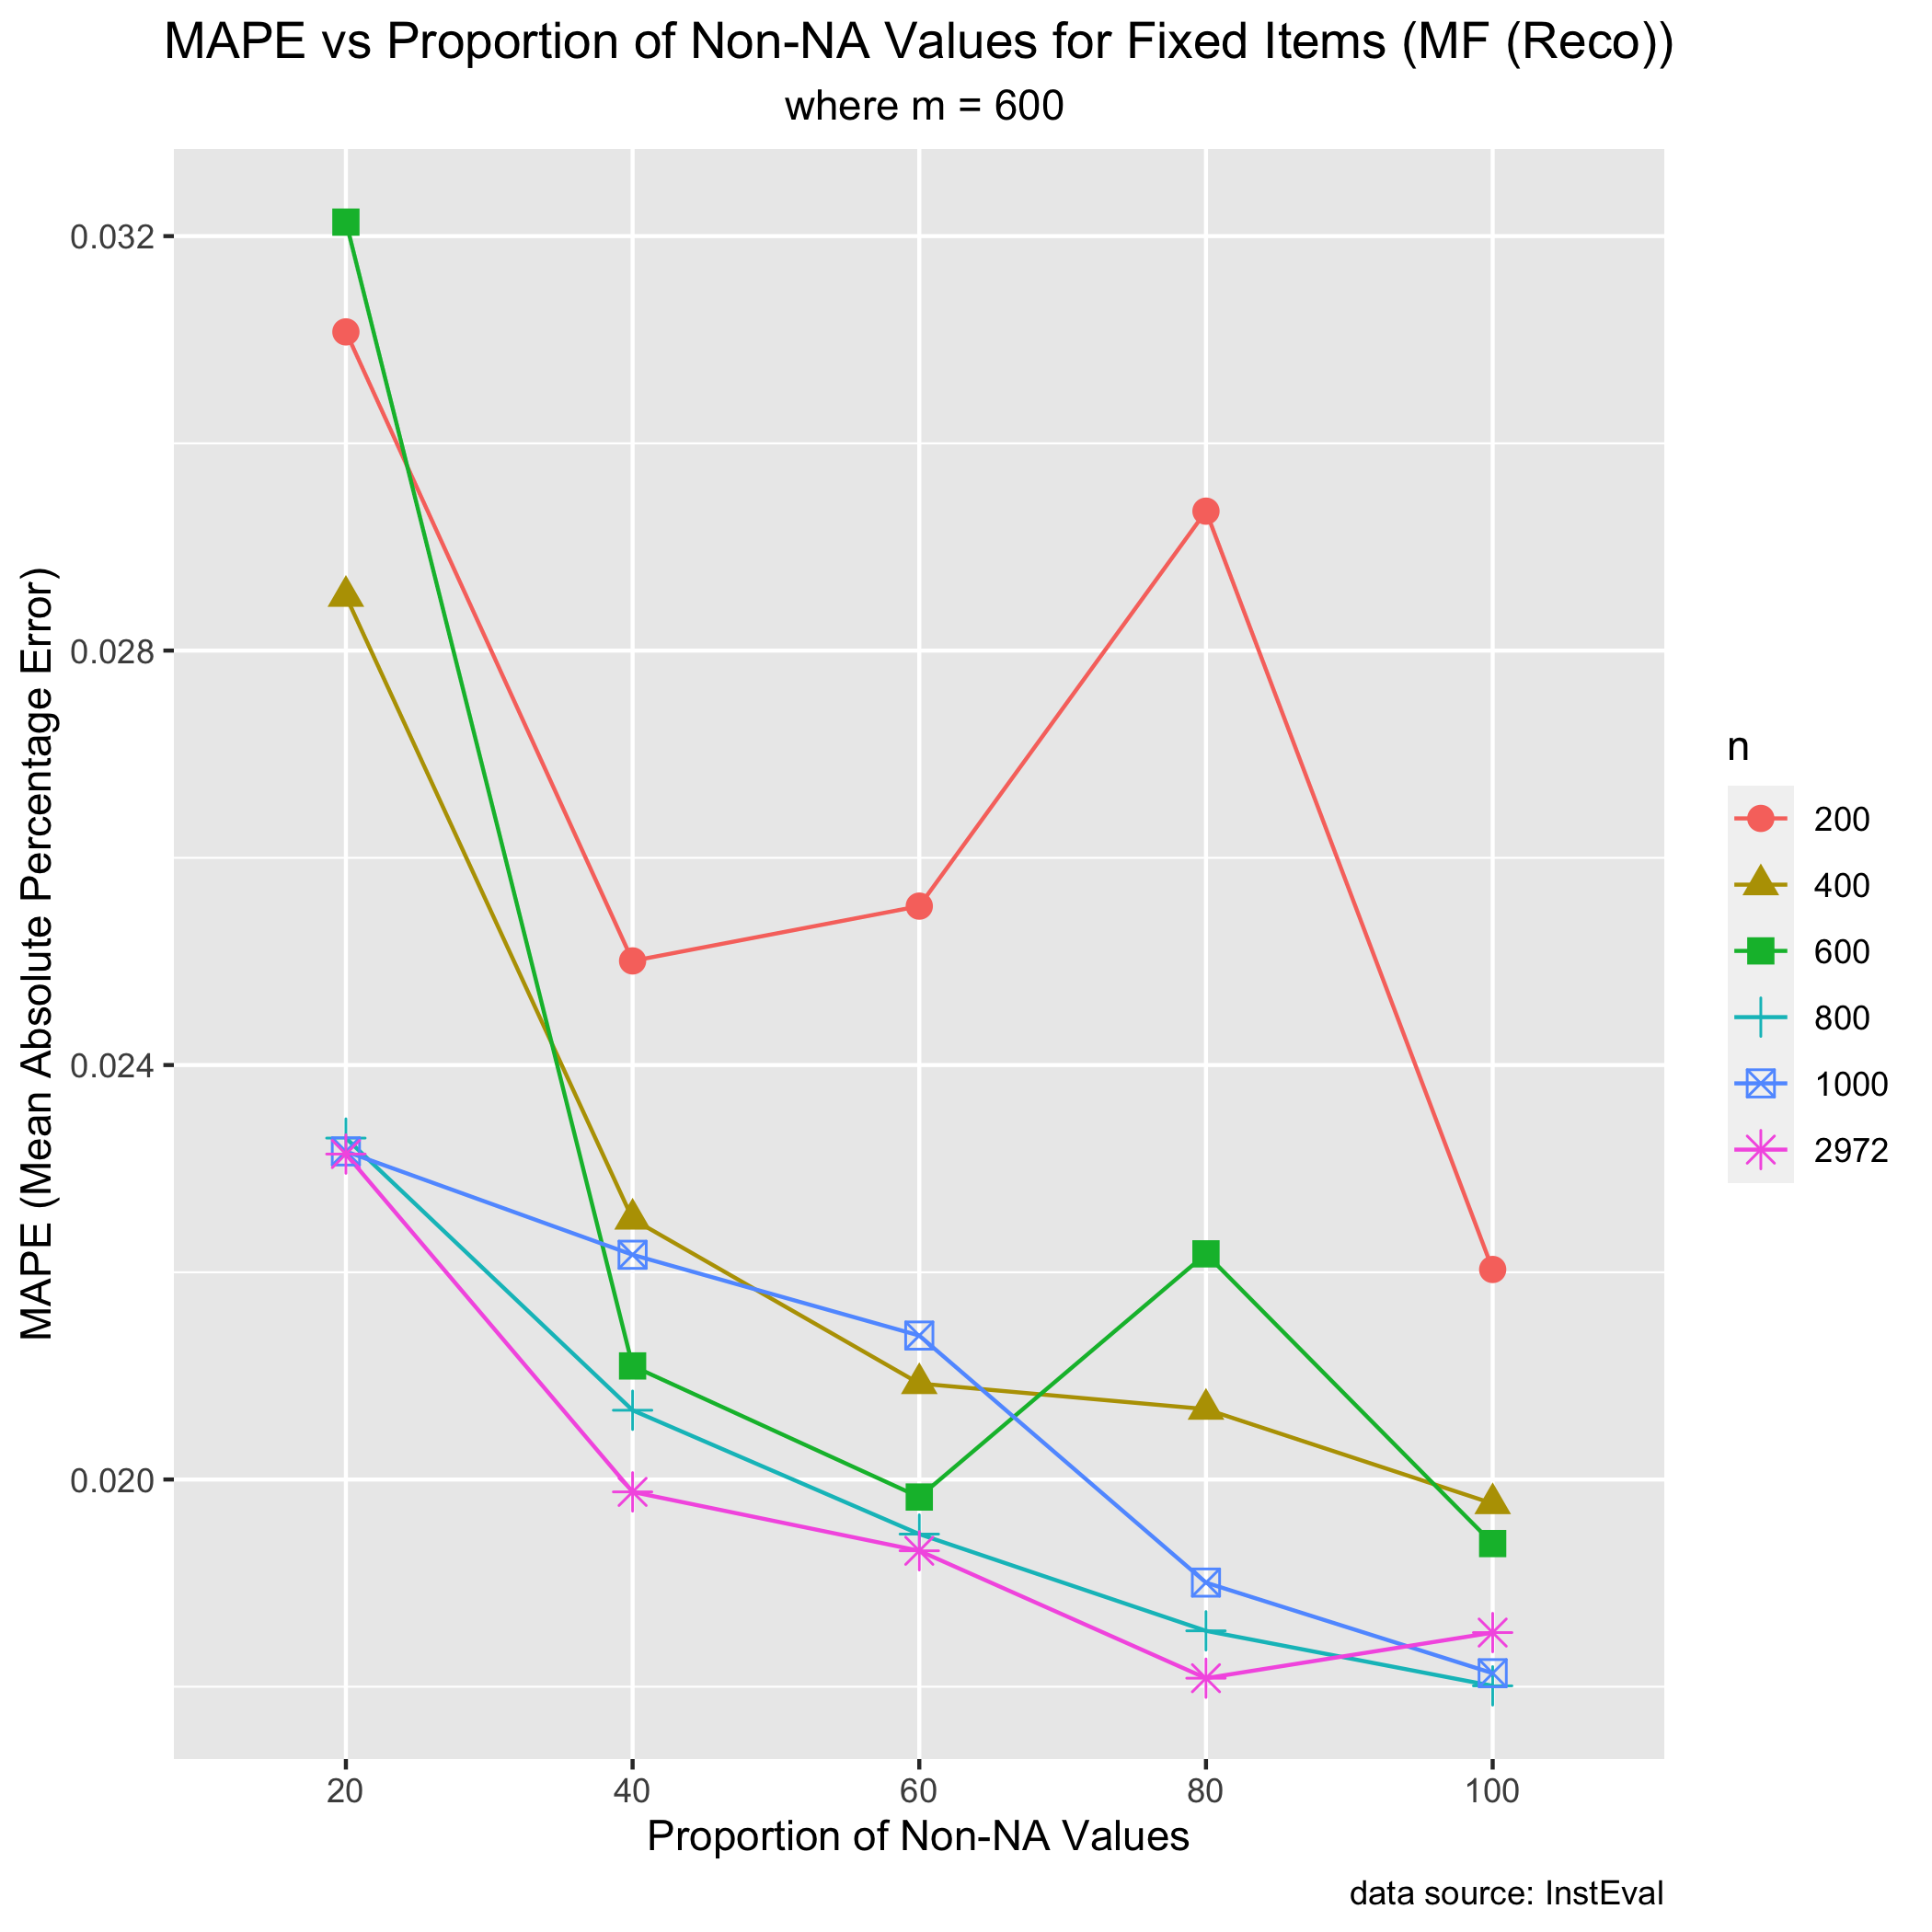 MAPE vs Proportion of Non-NA Values for Fixed Items (MF (Reco))
where m = 600
MAPE (Mean Absolute Percentage Error)
0.032
0.028
0.024
0.020
20 40 60 80 100
Proportion of Non-NA Values
n
200
400
600
800
1000
2972
data source: InstEval